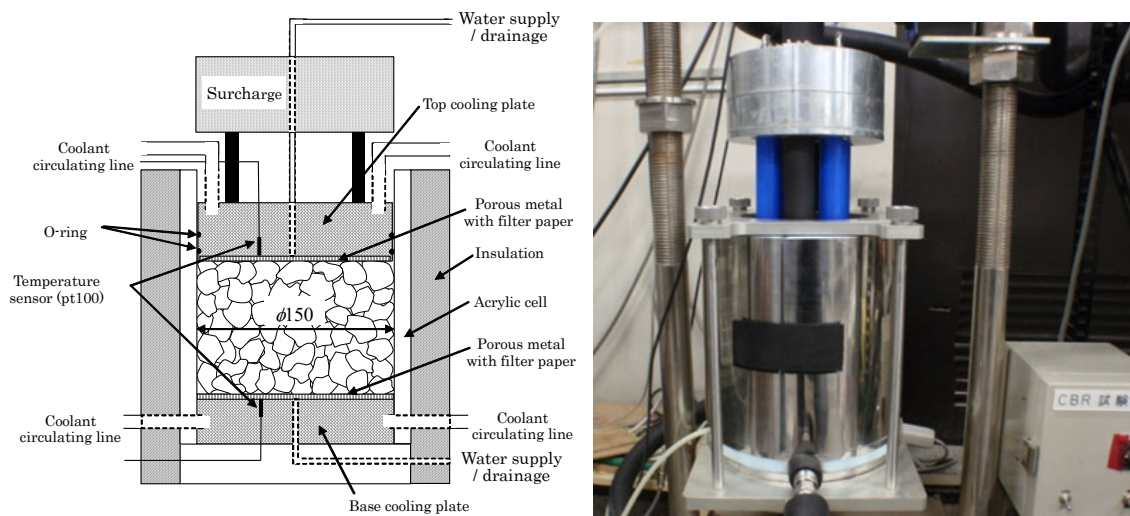 Water supply
/ drainage
Surcharge
Top cooling plate
Coolant
circulating line
Coolant
circulating line
Porous metal
with filter paper
O-ring
Insulation
Temperature
sensor (pt100)
Acrylic cell
ϕ150
Porous metal
with filter paper
Coolant
circulating line
Coolant
circulating line
Water supply
/ drainage
Base cooling plate
CBR 試験